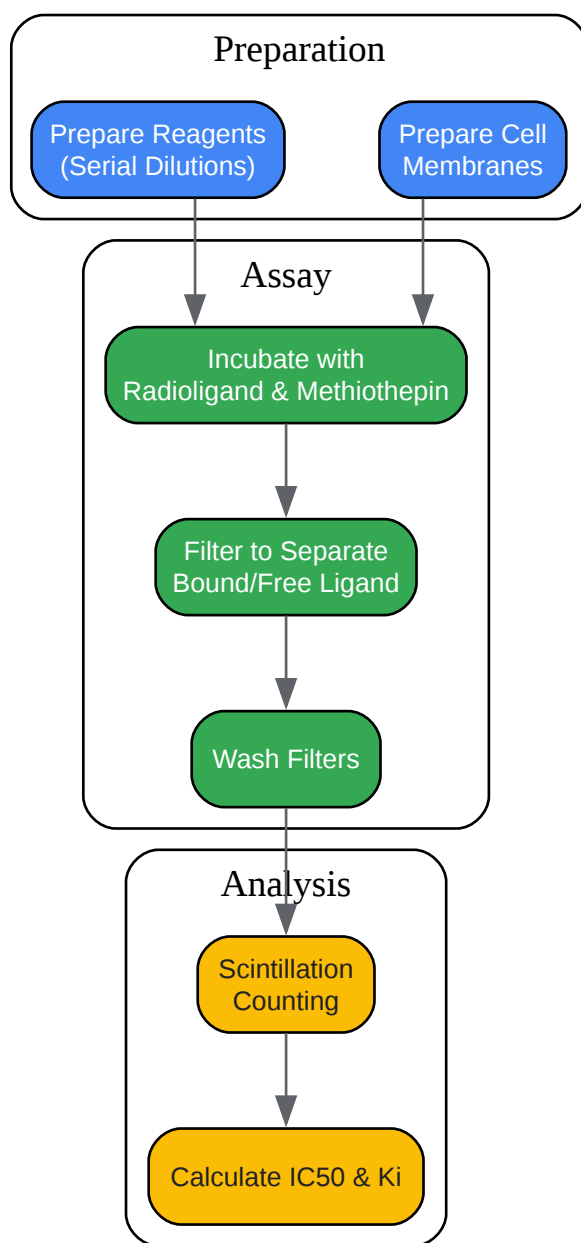 Preparation
Prepare Reagents
(Serial Dilutions)
Prepare Cell
Membranes
Assay
Incubate with
Radioligand & Methiothepin
Filter to Separate
Bound/Free Ligand
Wash Filters
Analysis
Scintillation
Counting
Calculate IC50 & Ki